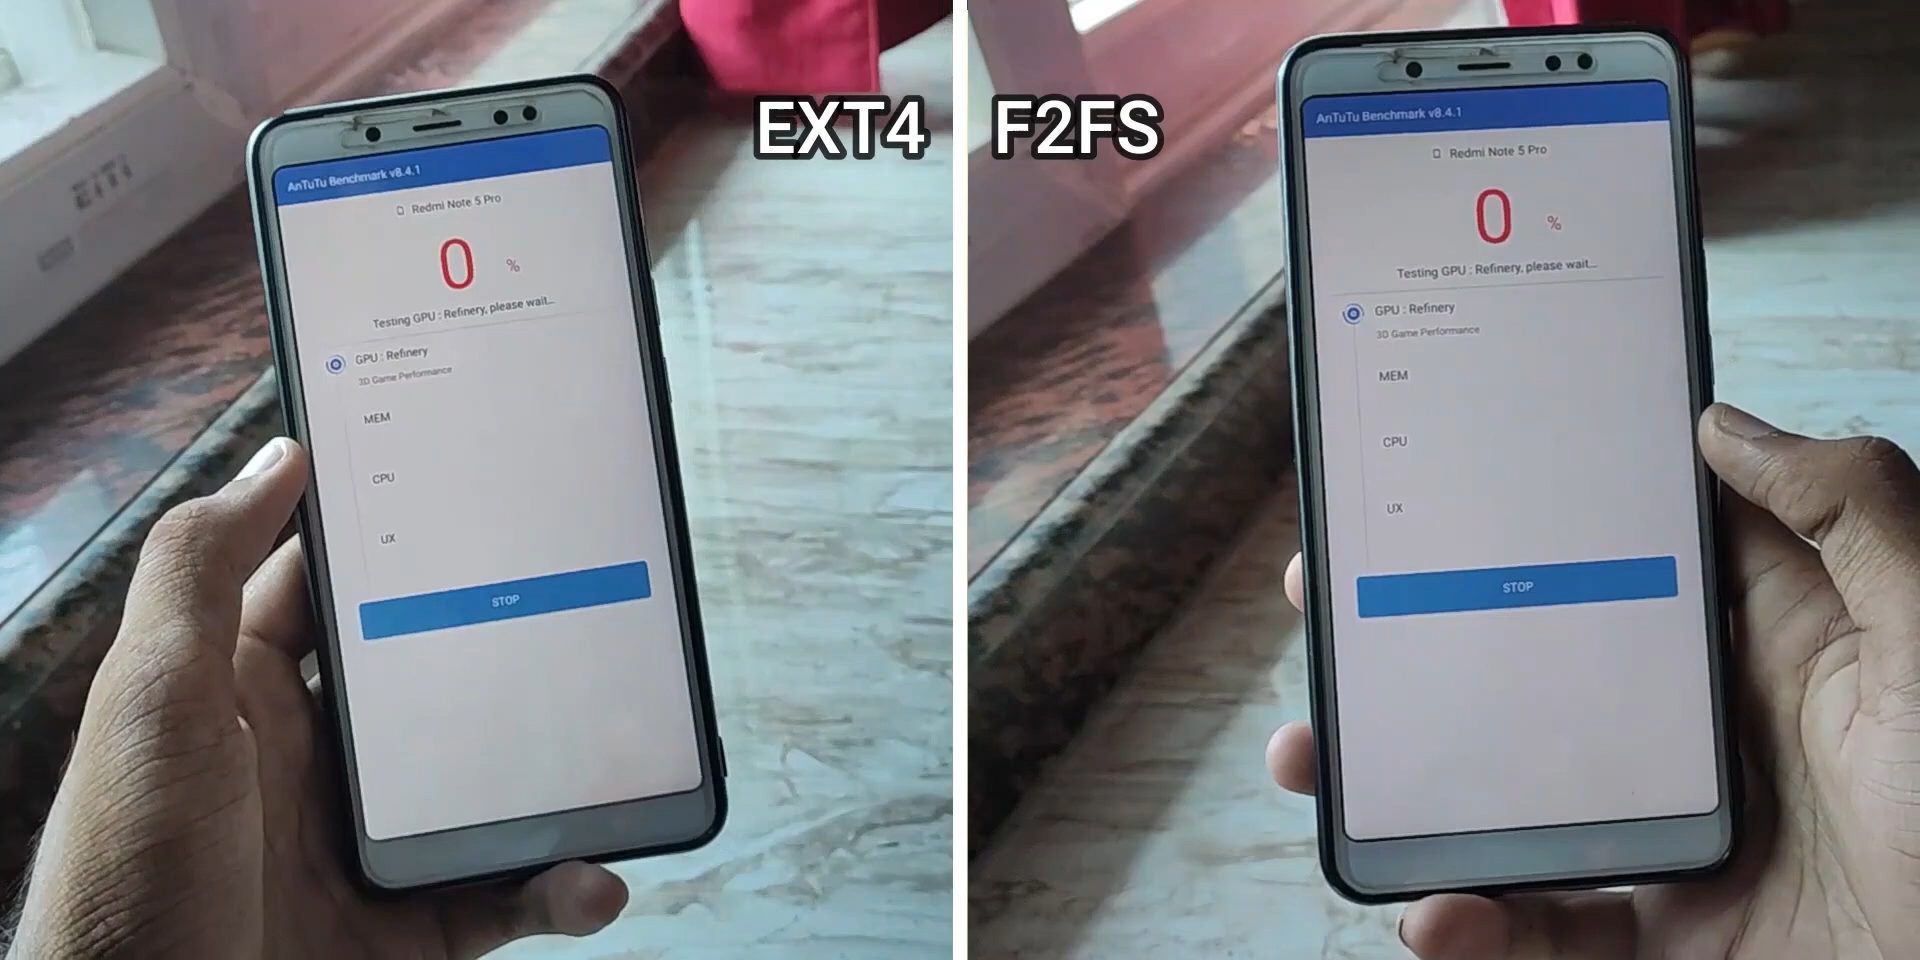 EXT4
AnTuTu Benchmark v8.4.1
Redmi Note 5 Pro
0 %
Testing GPU : Refinery, please wait...
GPU : Refinery
3D Game Performance
MEM
CPU
UX
STOP
F2FS
AnTuTu Benchmark v8.4.1
Redmi Note 5 Pro
0 %
Testing GPU : Refinery, please wait...
GPU : Refinery
3D Game Performance
MEM
CPU
UX
STOP